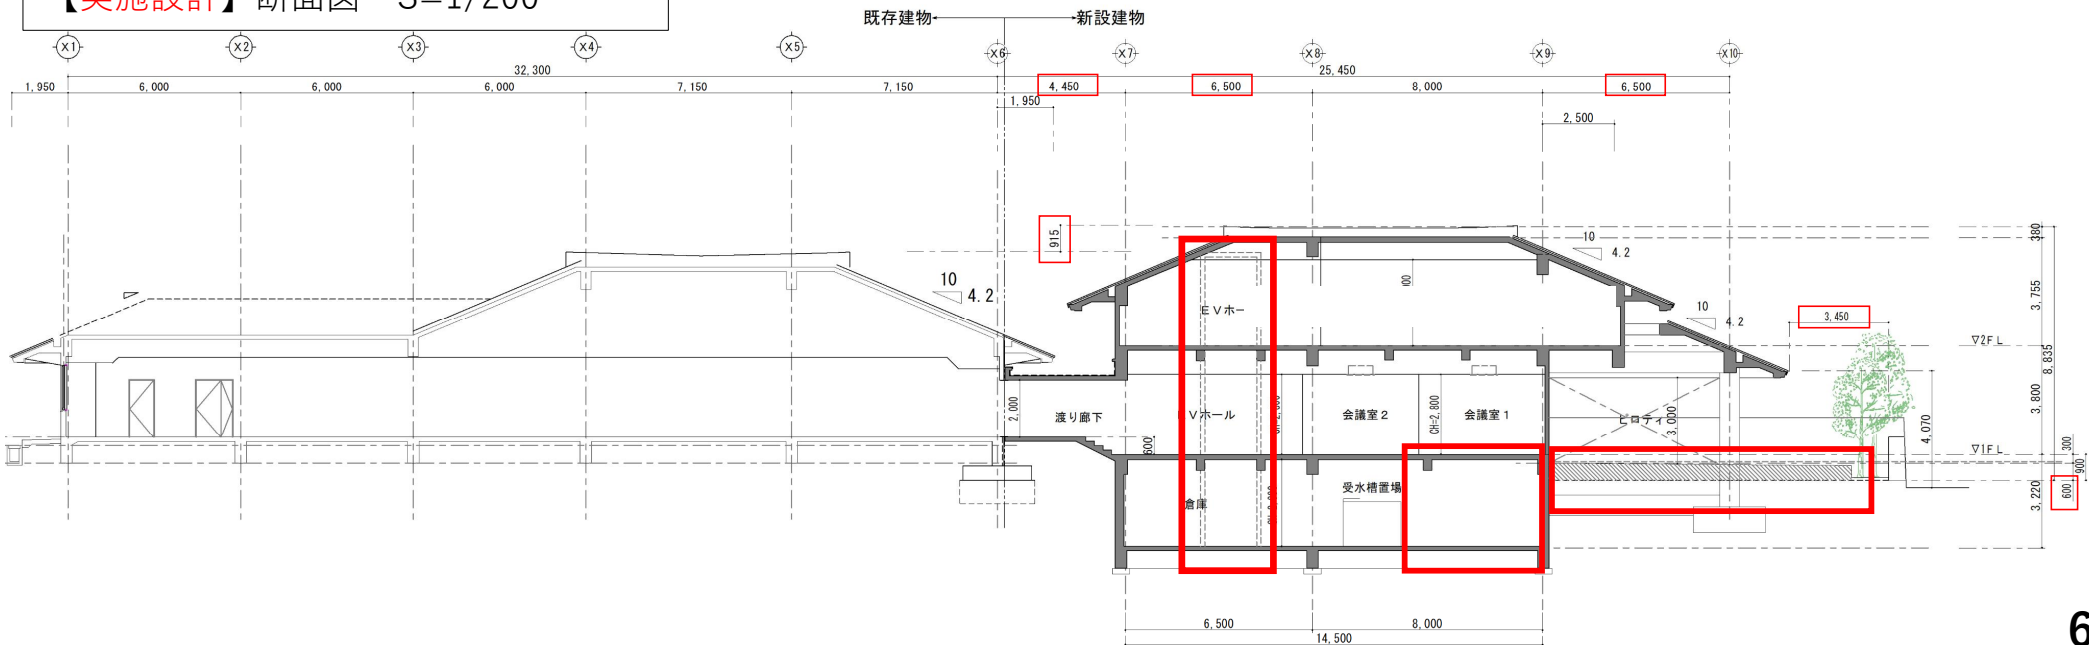 【実施設計】断面図 S=1/200
既存建物 新設建物
X1 X2 X3 X4 X5 X6 X7 X8 X9 X10
32,300 25,450
1,950 6,000 6,000 6,000 7,150 7,150 4,450 6,500 8,000 6,500
1,950 2,500
915
10
4.2
10
4.2
10
4.2
3,450
380
3,755
▽2FL
8,835
3,800
4,070
▽1FL
300
900
600
3,220
EVホー
2,000
渡り廊下
EVホール
会議室2
CH=2,800
会議室1
ピロティ
3,000
600
倉庫
受水槽置場
6,500 8,000
14,500
6